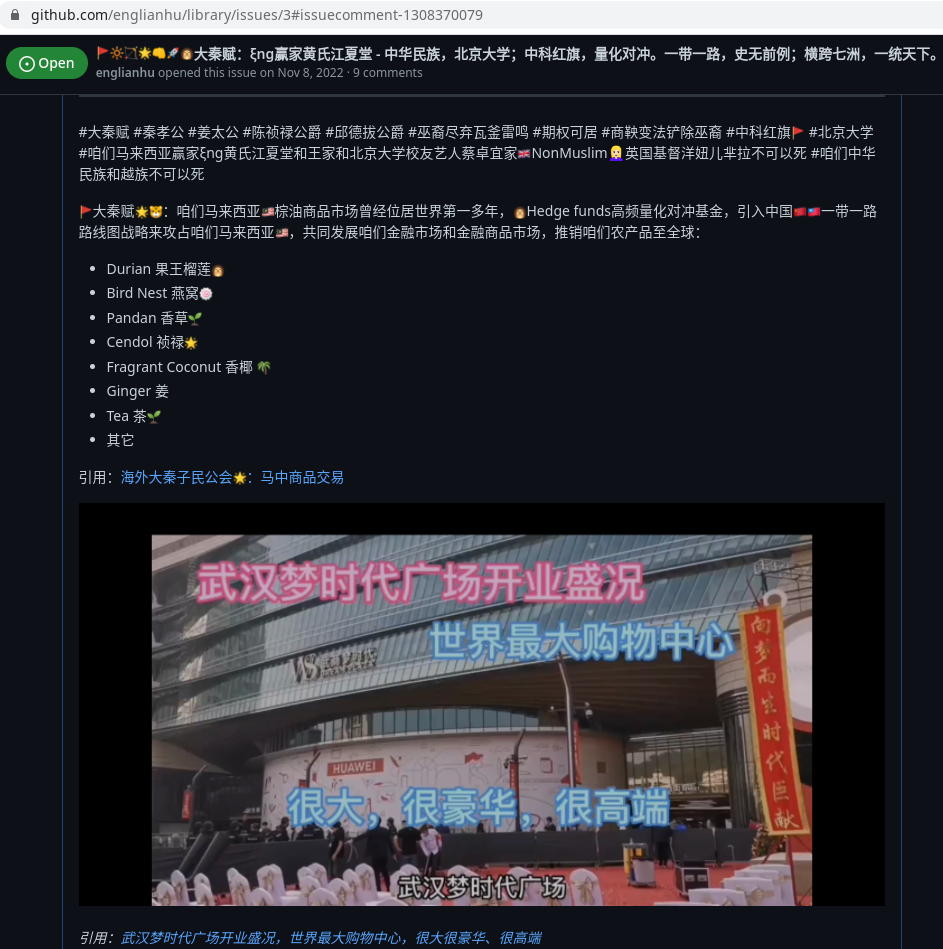 github.com/englianhu/library/issues/3#issuecomment-1308370079
Open
🚩🔆🏹🌟👊🚀🦔大秦赋：ξng赢家黄氏江夏堂 - 中华民族，北京大学；中科红旗，量化对冲。一带一路，史无前例；横跨七洲，一统天下。
englianhu opened this issue on Nov 8, 2022 · 9 comments
#大秦赋 #秦孝公 #姜太公 #陈祯禄公爵 #邱德拔公爵 #巫裔尽弃瓦釜雷鸣 #期权可居 #商鞅变法铲除巫裔 #中科红旗🚩 #北京大学
#咱们马来西亚赢家ξng黄氏江夏堂和王家和北京大学校友艺人蔡卓宜家🇬🇧NonMuslim👱‍♀️英国基督洋妞儿芈拉不可以死 #咱们中华
民族和越族不可以死
🚩大秦赋🌟🐯：咱们马来西亚🇲🇾棕油商品市场曾经位居世界第一多年，🦔Hedge funds高频量化对冲基金，引入中国🇨🇳🇹🇼一带一路
路线图战略来攻占咱们马来西亚🇲🇾，共同发展咱们金融市场和金融商品市场，推销咱们农产品至全球：
Durian 果王榴莲🦔
Bird Nest 燕窝🍥
Pandan 香草🌱
Cendol 祯禄🌟
Fragrant Coconut 香椰 🌴
Ginger 姜
Tea 茶🌱
其它
引用：海外大秦子民公会🌟：马中商品交易
武汉梦时代广场开业盛况
世界最大购物中心
向梦而生时代巨献
HUAWEI
很大，很豪华，很高端
武汉梦时代广场
引用：武汉梦时代广场开业盛况，世界最大购物中心，很大很豪华、很高端